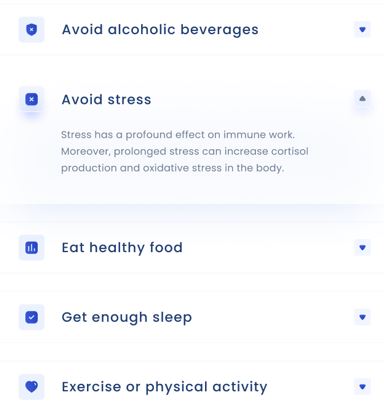 Avoid alcoholic beverages
Avoid stress
Stress has a profound effect on immune work.
Moreover, prolonged stress can increase cortisol
production and oxidative stress in the body.
Eat healthy food
Get enough sleep
Exercise or physical activity